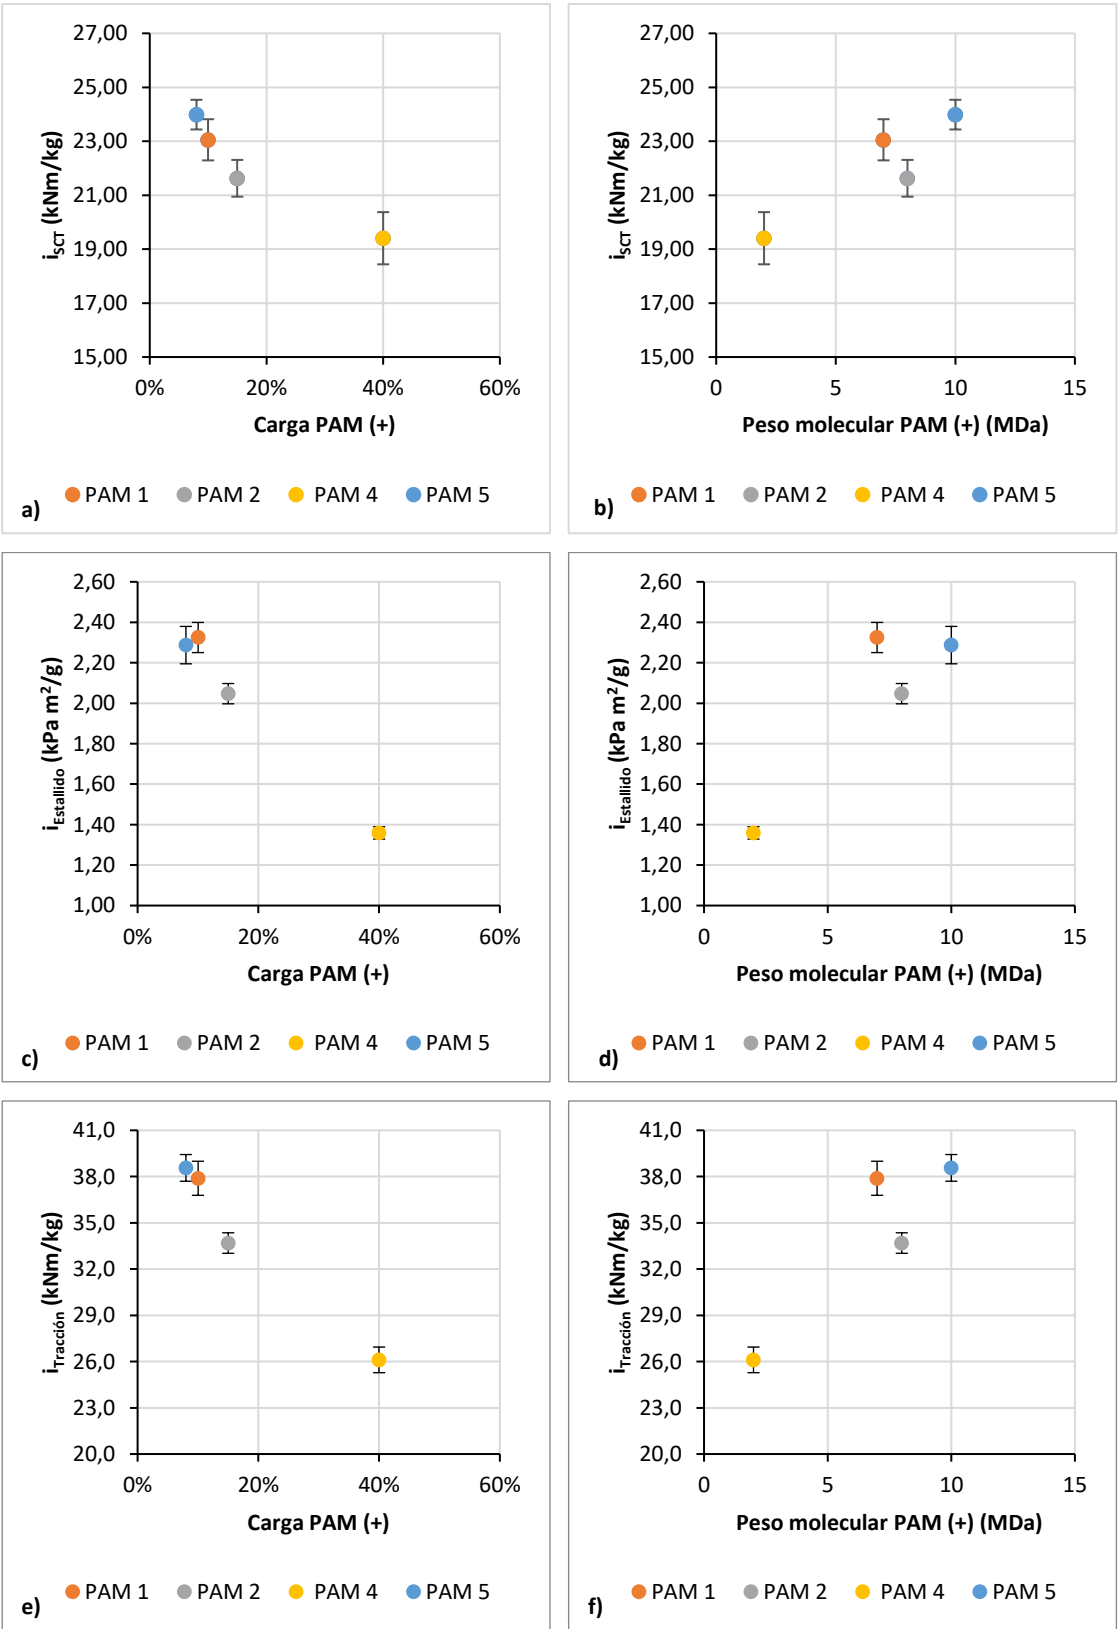 27,00
25,00
23,00
21,00
19,00
17,00
15,00
0% 20% 40% 60%
iSCT (kNm/kg)
Carga PAM (+)
PAM 1 PAM 2 PAM 4 PAM 5
a)
27,00
25,00
23,00
21,00
19,00
17,00
15,00
0 5 10 15
iSCT (kNm/kg)
Peso molecular PAM (+) (MDa)
PAM 1 PAM 2 PAM 4 PAM 5
b)
2,60
2,40
2,20
2,00
1,80
1,60
1,40
1,20
1,00
0% 20% 40% 60%
iEstallido (kPa m²/g)
Carga PAM (+)
PAM 1 PAM 2 PAM 4 PAM 5
c)
2,60
2,40
2,20
2,00
1,80
1,60
1,40
1,20
1,00
0 5 10 15
iEstallido (kPa m²/g)
Peso molecular PAM (+) (MDa)
PAM 1 PAM 2 PAM 4 PAM 5
d)
41,0
38,0
35,0
32,0
29,0
26,0
23,0
20,0
0% 20% 40% 60%
iTracción (kNm/kg)
Carga PAM (+)
PAM 1 PAM 2 PAM 4 PAM 5
e)
41,0
38,0
35,0
32,0
29,0
26,0
23,0
20,0
0 5 10 15
iTracción (kNm/kg)
Peso molecular PAM (+) (MDa)
PAM 1 PAM 2 PAM 4 PAM 5
f)